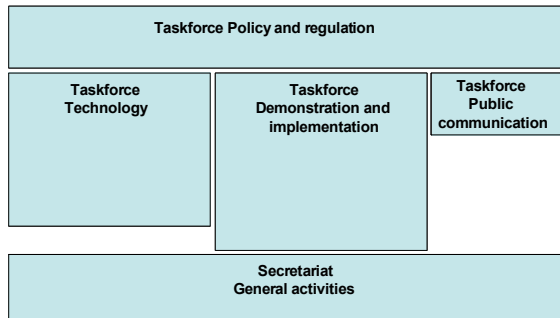 Taskforce Policy and regulation
Taskforce
Technology
Taskforce
Demonstration and
implementation
Taskforce
Public
communication
Secretariat
General activities